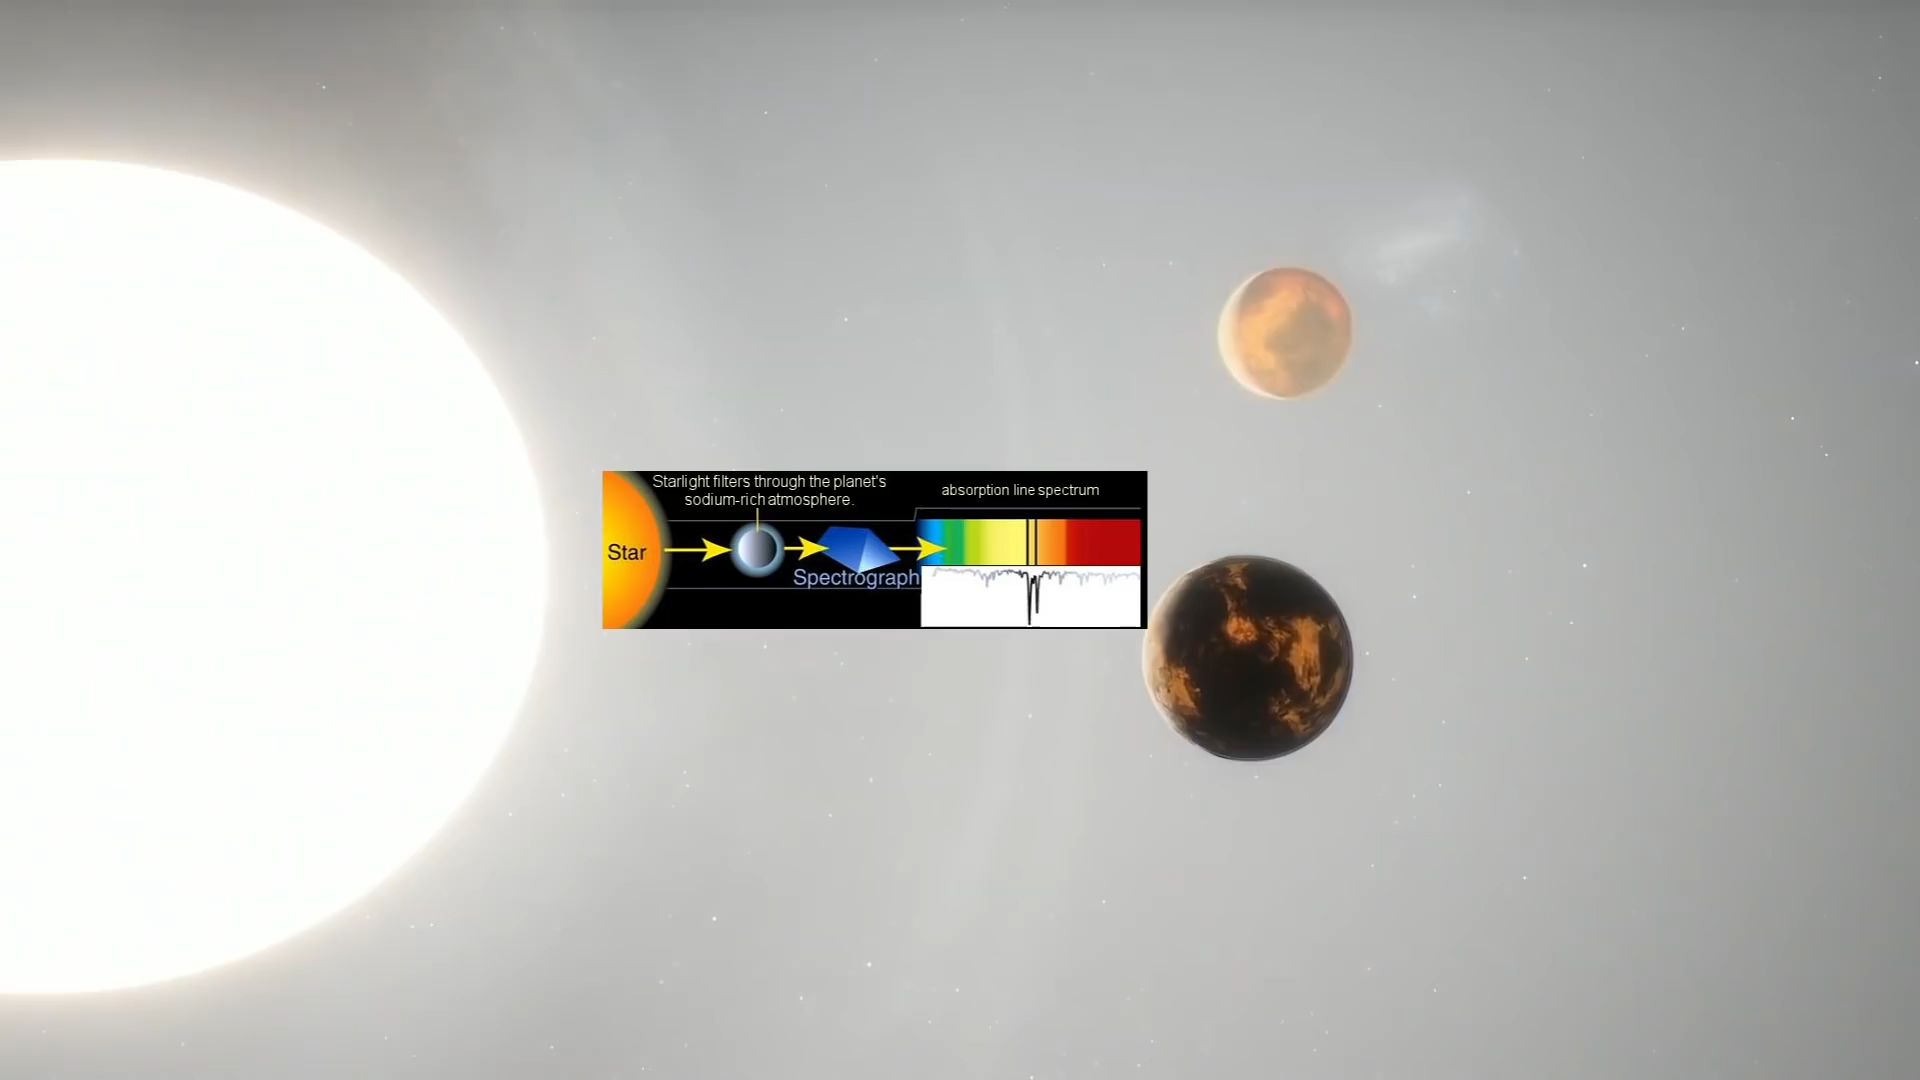 Starlight filters through the planet's
sodium-rich atmosphere.
absorption line spectrum
Star
Spectrograph